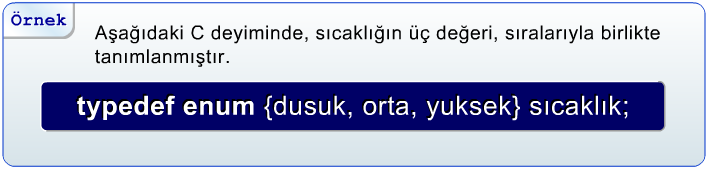 Örnek
Aşağıdaki C deyiminde, sıcaklığın üç değeri, sıralarıyla birlikte
tanımlanmıştır.
typedef enum {dusuk, orta, yuksek} sıcaklık;